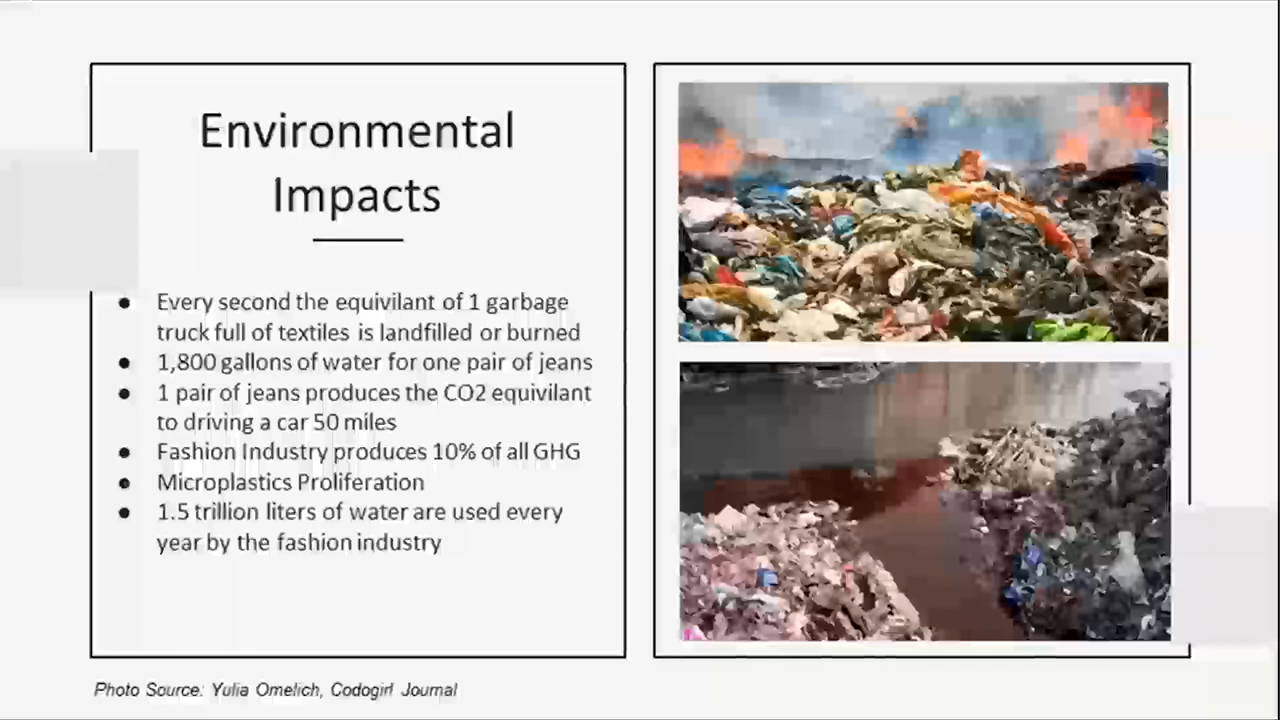 Environmental
Impacts
● Every second the equivilant of 1 garbage
truck full of textiles is landfilled or burned
● 1,800 gallons of water for one pair of jeans
● 1 pair of jeans produces the CO2 equivilant
to driving a car 50 miles
● Fashion Industry produces 10% of all GHG
● Microplastics Proliferation
● 1.5 trillion liters of water are used every
year by the fashion industry
Photo Source: Yulia Omelich, Codogirl Journal